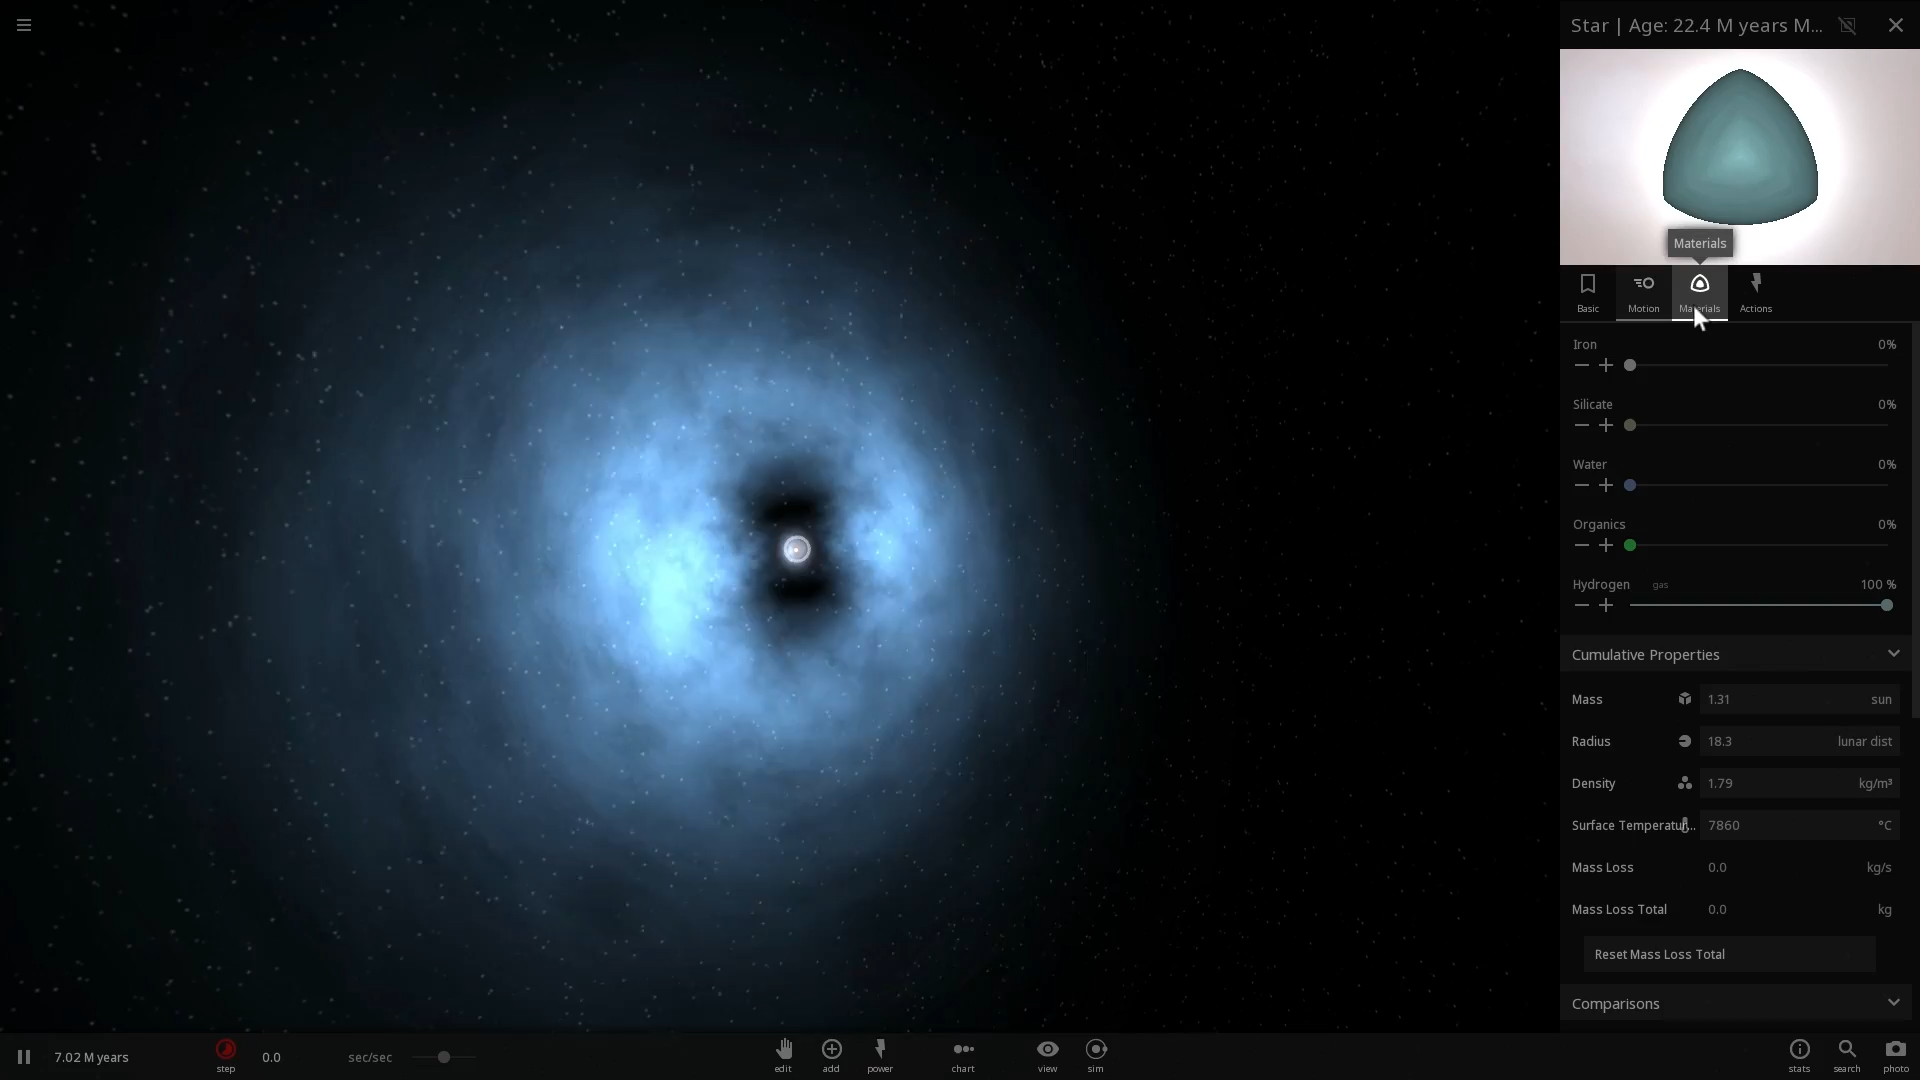 Star | Age: 22.4 M years M...
Materials
Basic
Motion
Materials
Actions
Iron 0%
Silicate 0%
Water 0%
Organics 0%
Hydrogen gas 100 %
Cumulative Properties
Mass 1.31 sun
Radius 18.3 lunar dist
Density 1.79 kg/m³
Surface Temperatur... 7860 °C
Mass Loss 0.0 kg/s
Mass Loss Total 0.0 kg
Reset Mass Loss Total
Comparisons
7.02 M years
step
0.0 sec/sec
edit
add
power
chart
view
sim
stats
search
photo